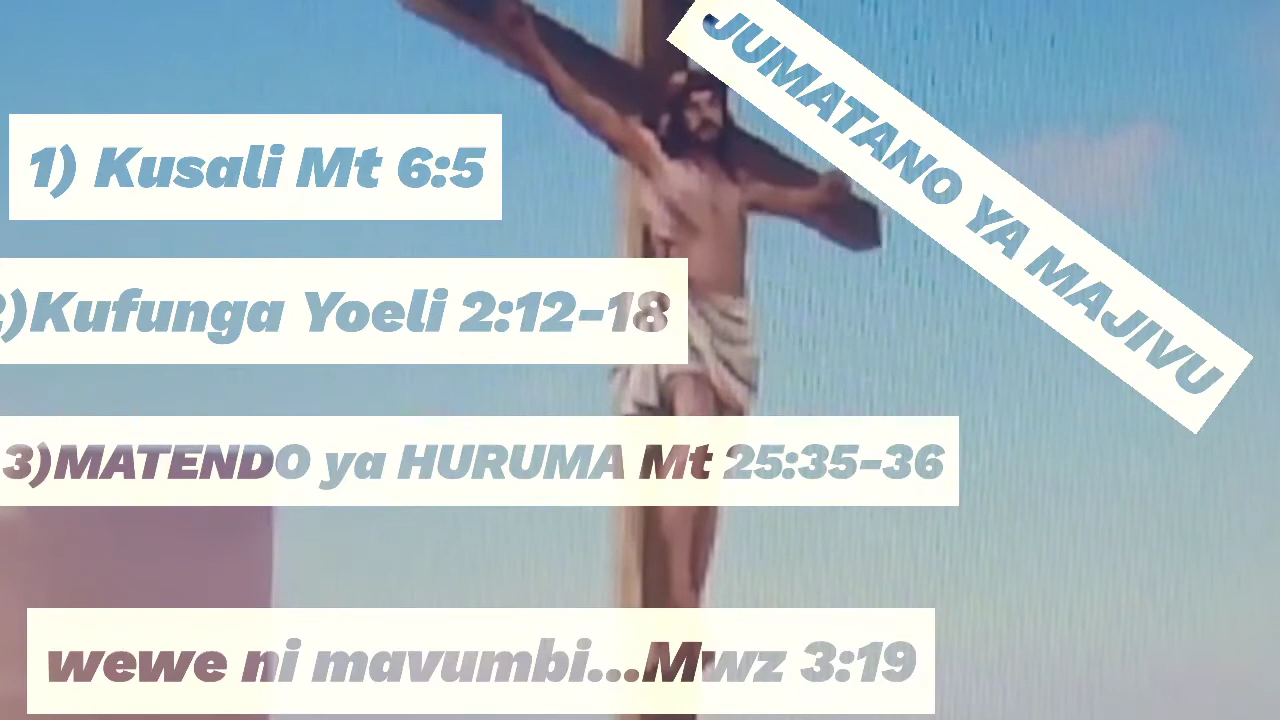 JUMATANO YA MAJIVU
1) Kusali Mt 6:5
2)Kufunga Yoeli 2:12-18
3)MATENDO ya HURUMA Mt 25:35-36
wewe ni mavumbi...Mwz 3:19